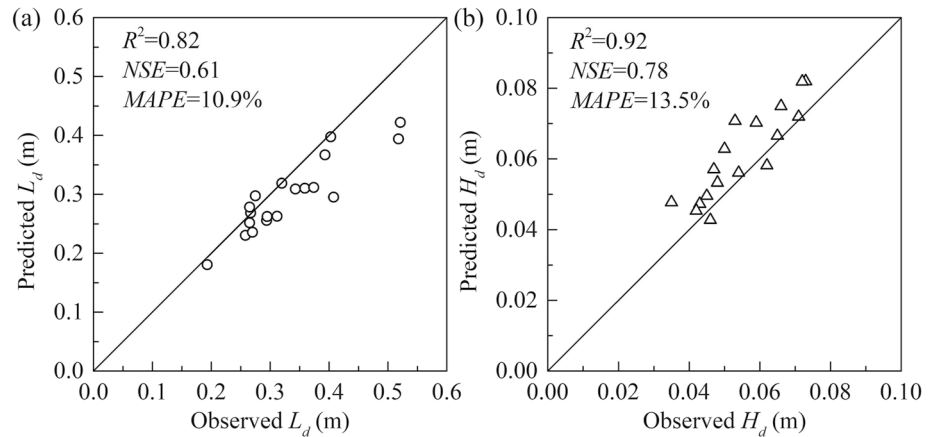 (a)
0.6
0.5
0.4
0.3
0.2
0.1
0.0
Predicted L_d (m)
R²=0.82
NSE=0.61
MAPE=10.9%
0.0 0.1 0.2 0.3 0.4 0.5 0.6
Observed L_d (m)
(b)
0.10
0.08
0.06
0.04
0.02
0.00
Predicted H_d (m)
R²=0.92
NSE=0.78
MAPE=13.5%
0.00 0.02 0.04 0.06 0.08 0.10
Observed H_d (m)